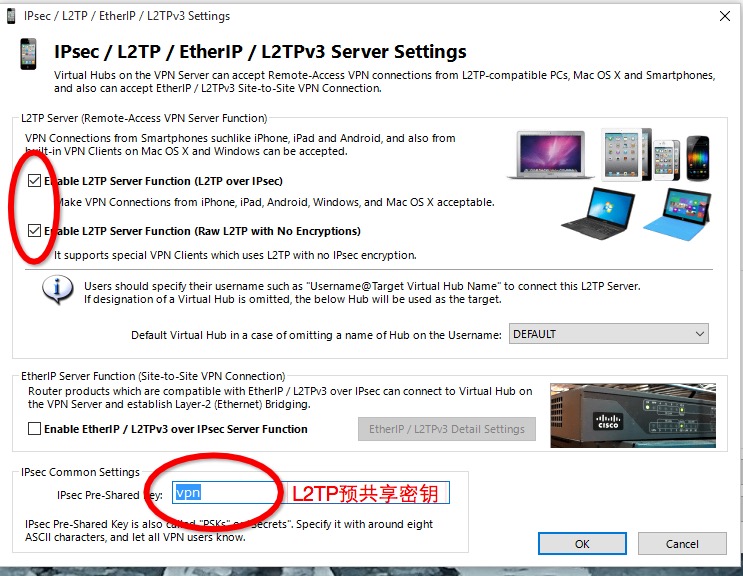 IPsec / L2TP / EtherIP / L2TPv3 Settings
IPsec / L2TP / EtherIP / L2TPv3 Server Settings
Virtual Hubs on the VPN Server can accept Remote-Access VPN connections from L2TP-compatible PCs, Mac OS X and Smartphones,
and also can accept EtherIP / L2TPv3 Site-to-Site VPN Connection.
L2TP Server (Remote-Access VPN Server Function)
VPN Connections from Smartphones suchlike iPhone, iPad and Android, and also from
built-in VPN Clients on Mac OS X and Windows can be accepted.
Enable L2TP Server Function (L2TP over IPsec)
Make VPN Connections from iPhone, iPad, Android, Windows, and Mac OS X acceptable.
Enable L2TP Server Function (Raw L2TP with No Encryptions)
It supports special VPN Clients which uses L2TP with no IPsec encryption.
Users should specify their username such as "Username@Target Virtual Hub Name" to connect this L2TP Server.
If designation of a Virtual Hub is omitted, the below Hub will be used as the target.
Default Virtual Hub in a case of omitting a name of Hub on the Username: DEFAULT
EtherIP Server Function (Site-to-Site VPN Connection)
Router products which are compatible with EtherIP / L2TPv3 over IPsec can connect to Virtual Hub on
the VPN Server and establish Layer-2 (Ethernet) Bridging.
Enable EtherIP / L2TPv3 over IPsec Server Function
EtherIP / L2TPv3 Detail Settings
CISCO
IPsec Common Settings
IPsec Pre-Shared Key: vpn L2TP预共享密钥
IPsec Pre-Shared Key is also called "PSKs" or "Secrets". Specify it with around eight
ASCII characters, and let all VPN users know.
OK
Cancel